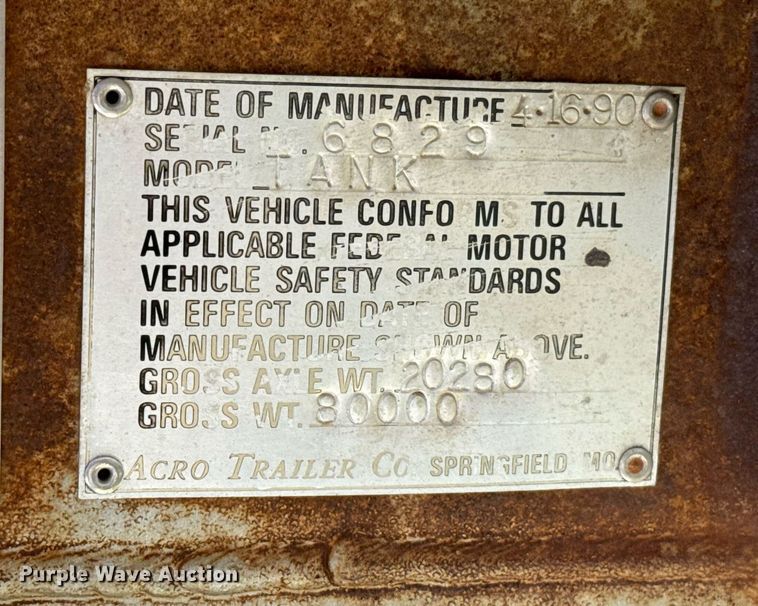 DATE OF MANUFACTURE 4·16·90
SERIAL NO. 6829
MODEL TANK
THIS VEHICLE CONFORMS TO ALL
APPLICABLE FEDERAL MOTOR
VEHICLE SAFETY STANDARDS
IN EFFECT ON DATE OF
MANUFACTURE SHOWN ABOVE.
GROSS AXLE WT. 20280
GROSS WT. 80000
ACRO TRAILER CO SPRINGFIELD MO.
Purple Wave Auction